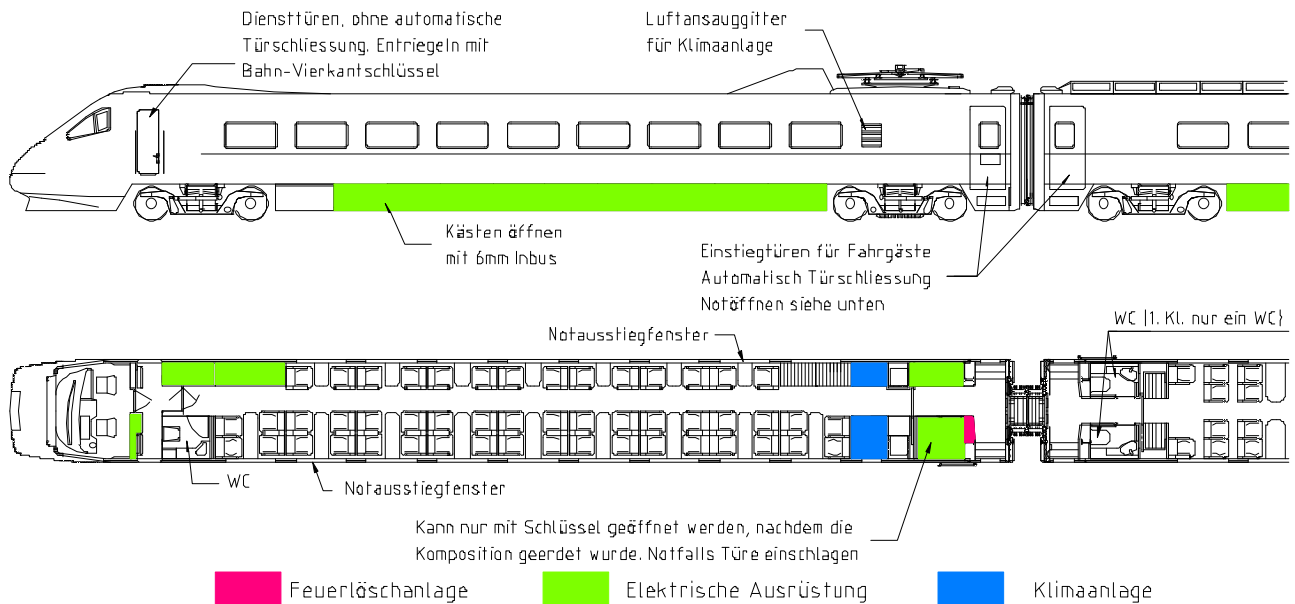 Diensttüren, ohne automatische
Türschliessung. Entriegeln mit
Bahn-Vierkantschlüssel
Luftansauggitter
für Klimaanlage
Kästen öffnen
mit 6mm Inbus
Einstiegtüren für Fahrgäste
Automatisch Türschliessung
Notöffnen siehe unten
WC (1. Kl. nur ein WC)
Notausstiegfenster
WC
Notausstiegfenster
Kann nur mit Schlüssel geöffnet werden, nachdem die
Komposition geerdet wurde. Notfalls Türe einschlagen
Feuerlöschanlage
Elektrische Ausrüstung
Klimaanlage